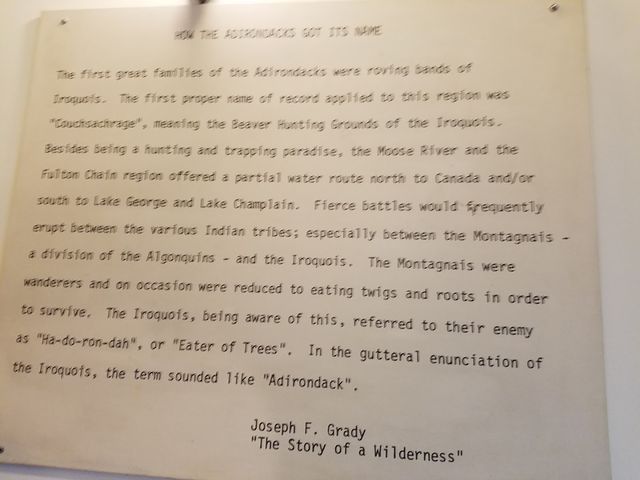 HOW THE ADIRONDACKS GOT ITS NAME
The first great families of the Adirondacks were roving bands of
Iroquois. The first proper name of record applied to this region was
"Couchsachrage", meaning the Beaver Hunting Grounds of the Iroquois.
Besides being a hunting and trapping paradise, the Moose River and the
Fulton Chain region offered a partial water route north to Canada and/or
south to Lake George and Lake Champlain. Fierce battles would frequently
erupt between the various Indian tribes; especially between the Montagnais -
a division of the Algonquins - and the Iroquois. The Montagnais were
wanderers and on occasion were reduced to eating twigs and roots in order
to survive. The Iroquois, being aware of this, referred to their enemy
as "Ha-do-ron-dah", or "Eater of Trees". In the gutteral enunciation of
the Iroquois, the term sounded like "Adirondack".
Joseph F. Grady
"The Story of a Wilderness"